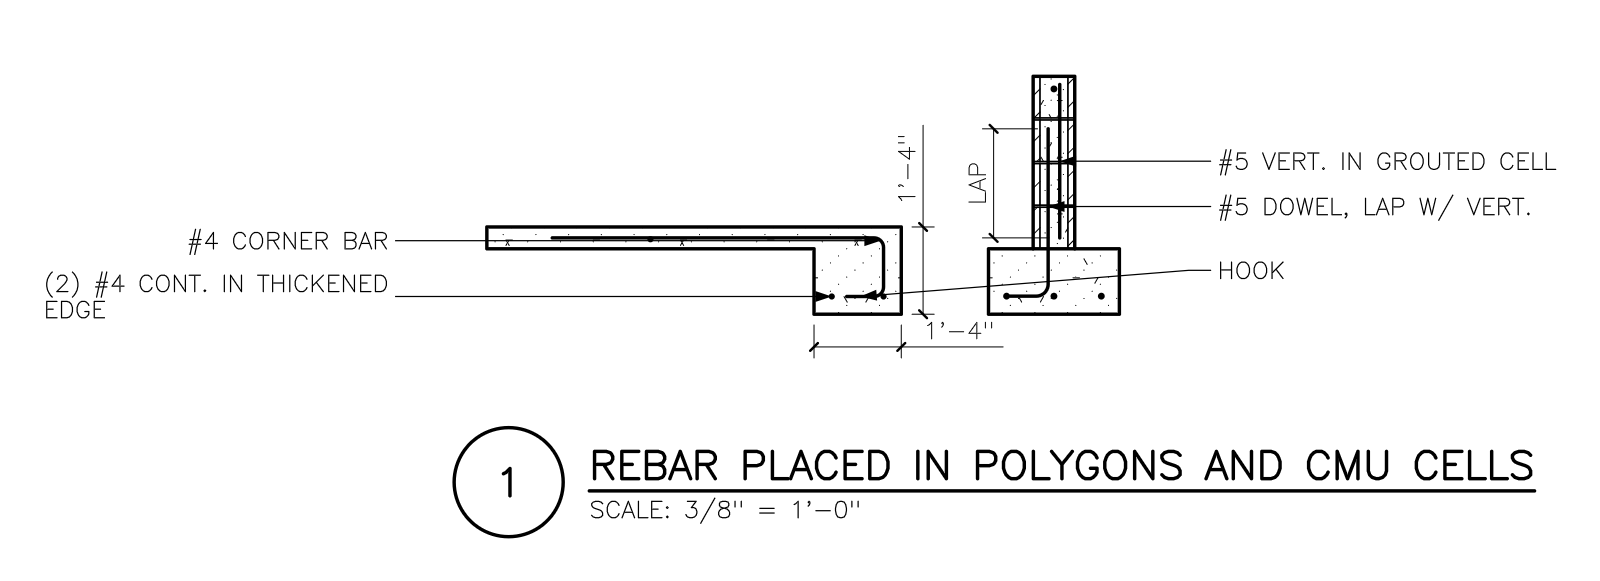 1'-4"
LAP
#5 VERT. IN GROUTED CELL
#5 DOWEL, LAP W/ VERT.
#4 CORNER BAR
HOOK
(2) #4 CONT. IN THICKENED
EDGE
1'-4"
1
REBAR PLACED IN POLYGONS AND CMU CELLS
SCALE: 3/8" = 1'-0"